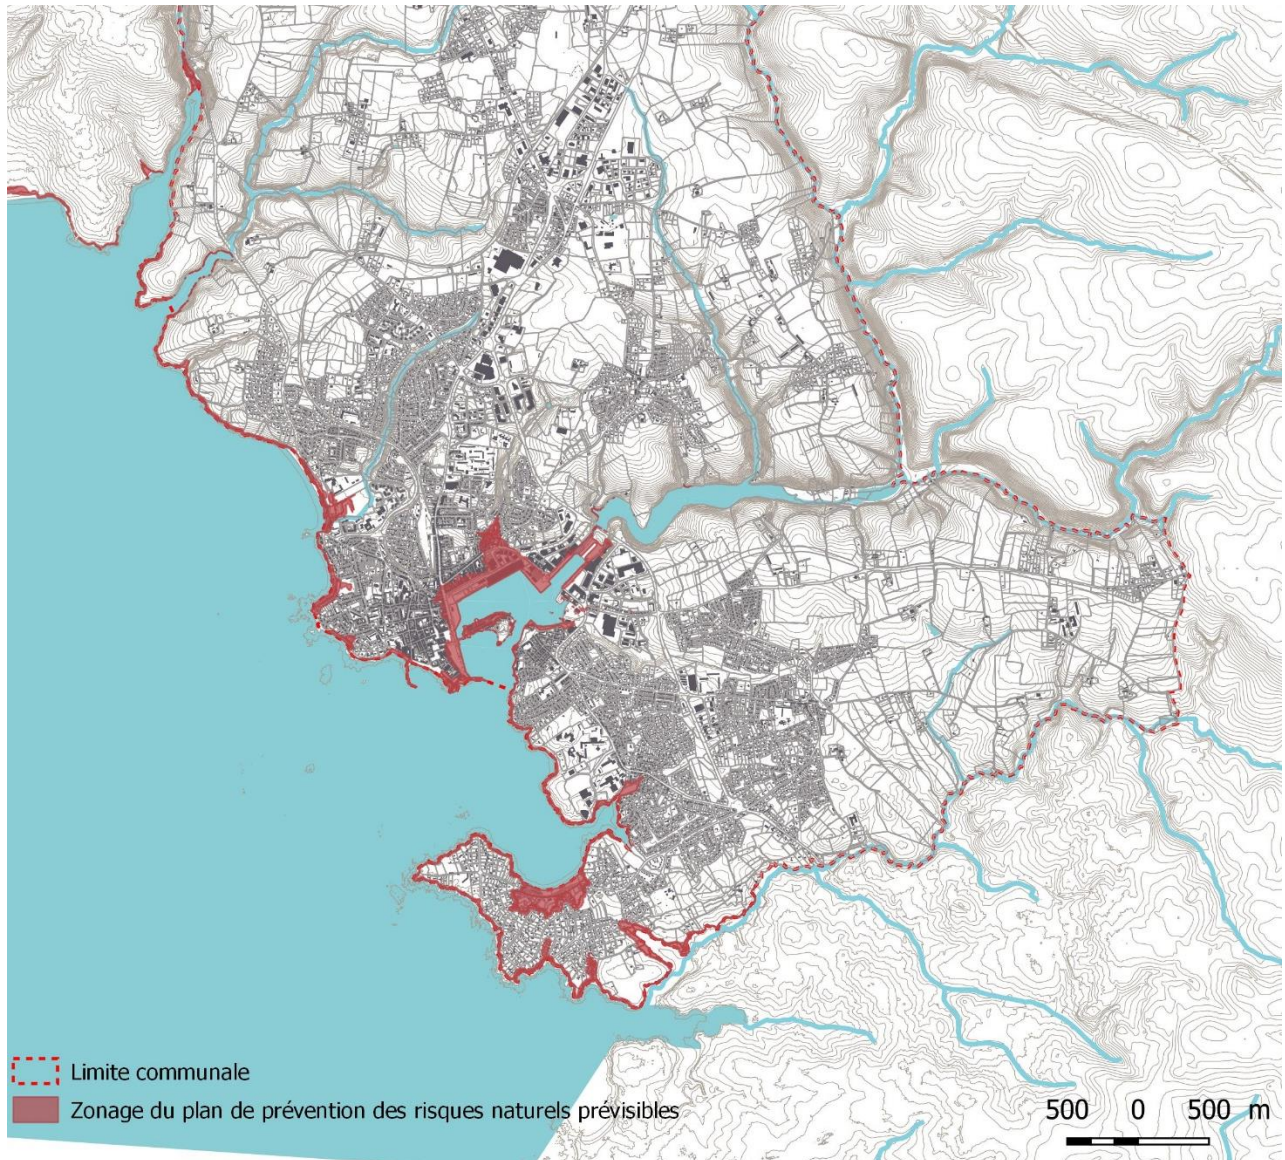 Limite communale
Zonage du plan de prévention des risques naturels prévisibles
500 0 500 m